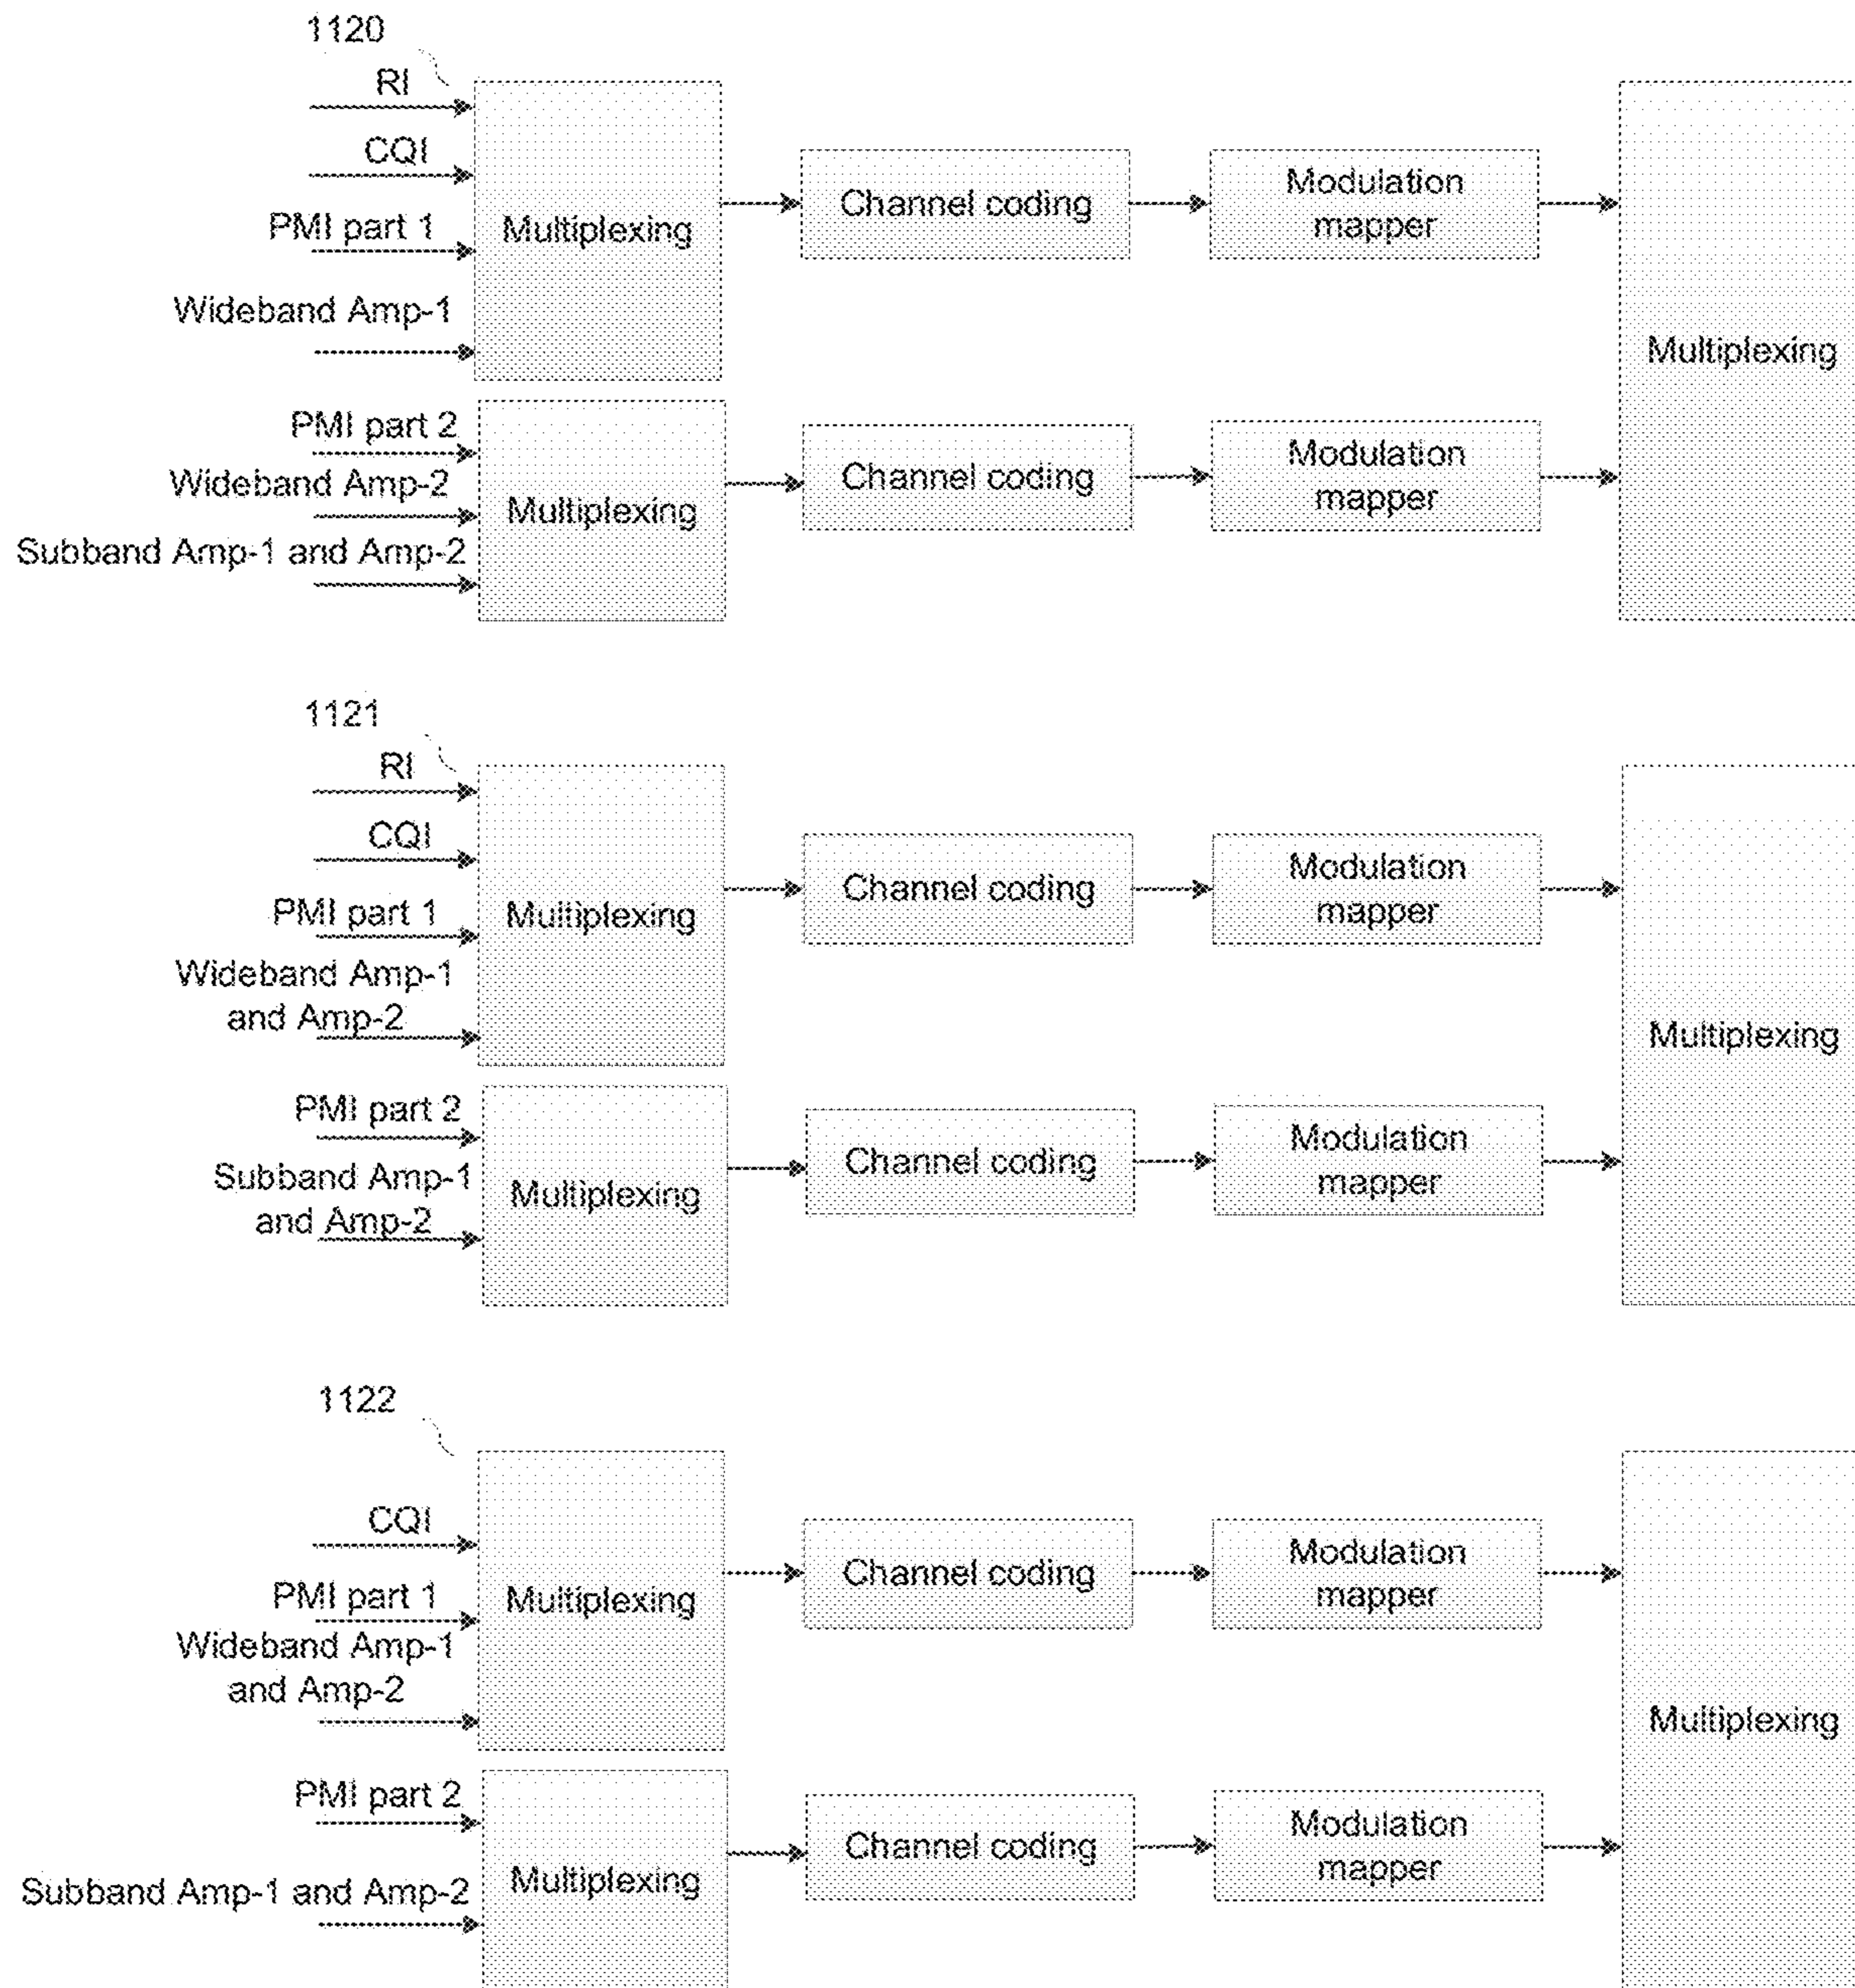 1120
RI
CQI
PMI part 1
Wideband Amp-1
Multiplexing
Channel coding
Modulation
mapper
Multiplexing
PMI part 2
Wideband Amp-2
Subband Amp-1 and Amp-2
Multiplexing
Channel coding
Modulation
mapper
1121
RI
CQI
PMI part 1
Wideband Amp-1
and Amp-2
Multiplexing
Channel coding
Modulation
mapper
Multiplexing
PMI part 2
Subband Amp-1
and Amp-2
Multiplexing
Channel coding
Modulation
mapper
1122
CQI
PMI part 1
Wideband Amp-1
and Amp-2
Multiplexing
Channel coding
Modulation
mapper
Multiplexing
PMI part 2
Subband Amp-1 and Amp-2
Multiplexing
Channel coding
Modulation
mapper